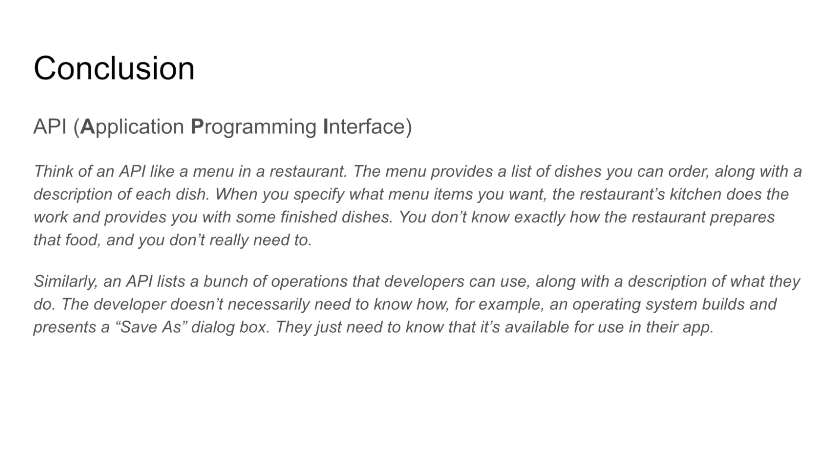 Conclusion
API (Application Programming Interface)
Think of an API like a menu in a restaurant. The menu provides a list of dishes you can order, along with a
description of each dish. When you specify what menu items you want, the restaurant’s kitchen does the
work and provides you with some finished dishes. You don’t know exactly how the restaurant prepares
that food, and you don’t really need to.
Similarly, an API lists a bunch of operations that developers can use, along with a description of what they
do. The developer doesn’t necessarily need to know how, for example, an operating system builds and
presents a “Save As” dialog box. They just need to know that it’s available for use in their app.